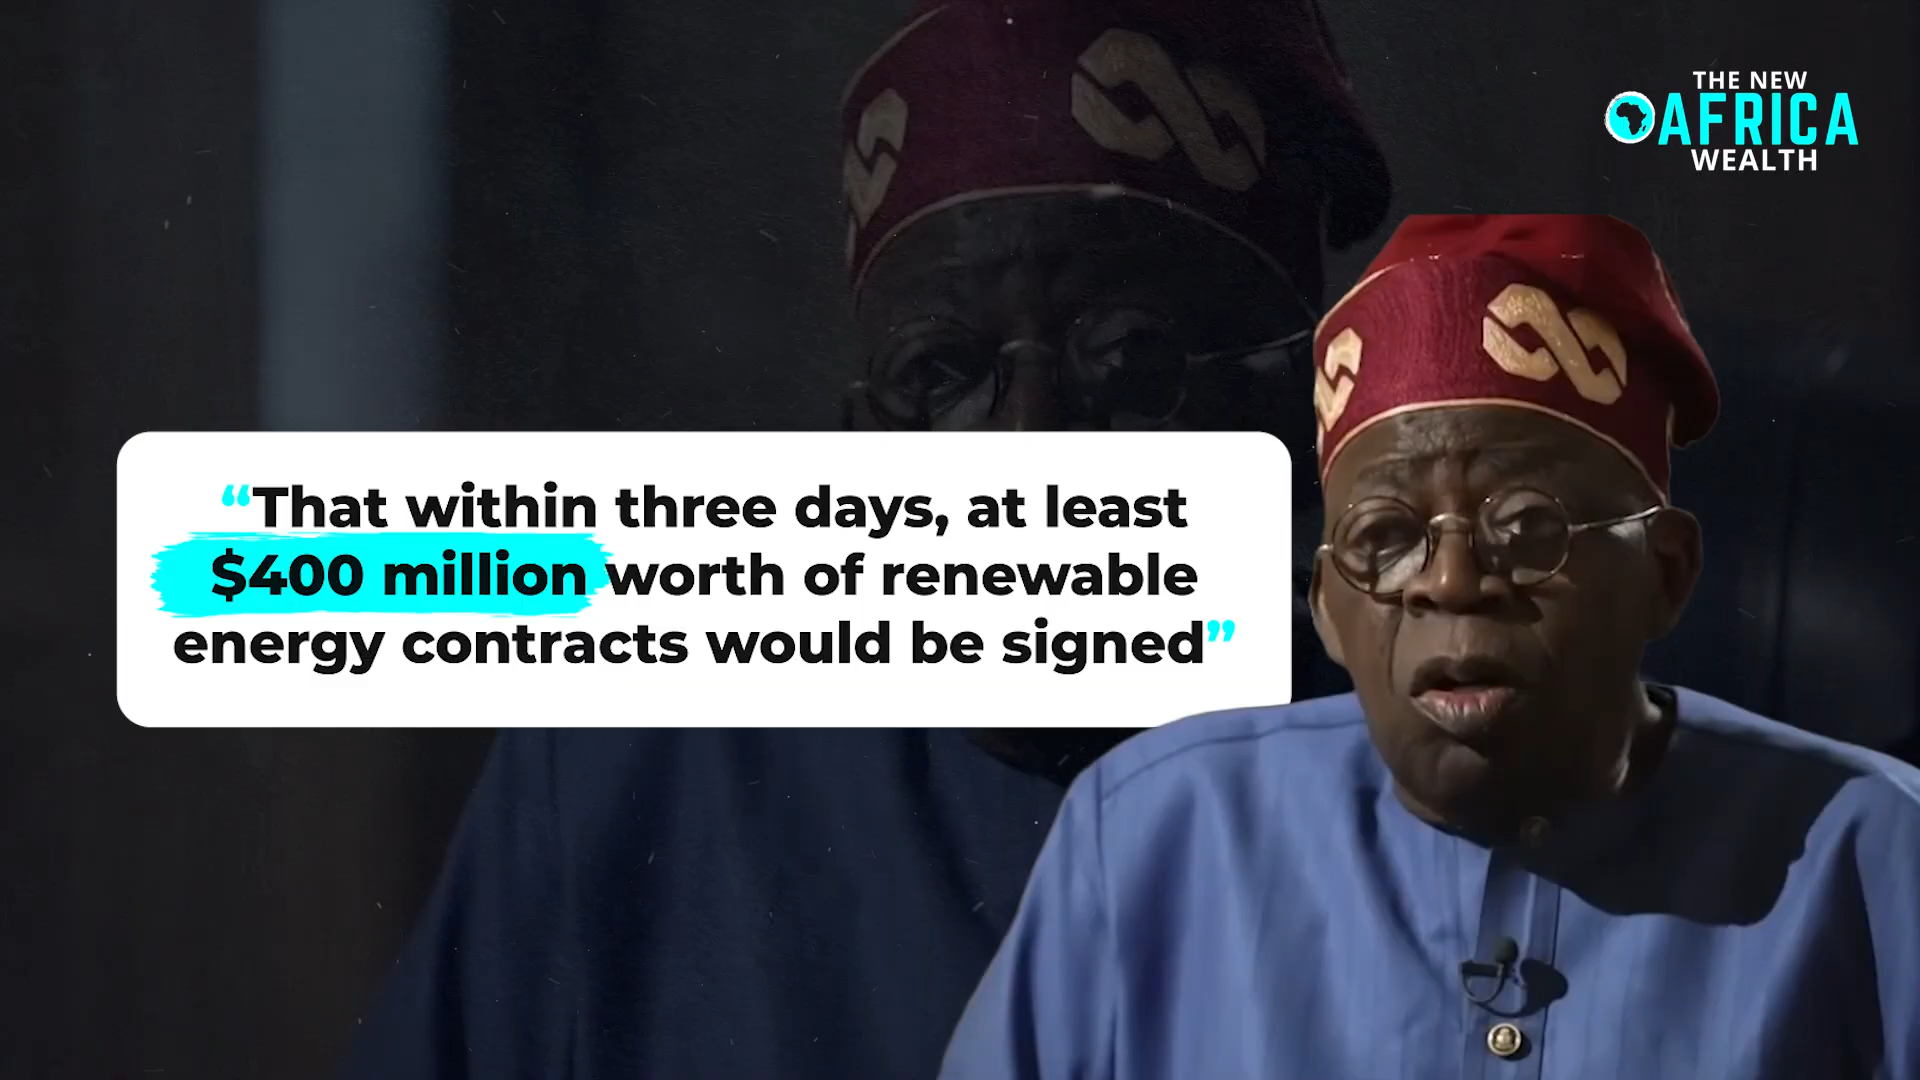 THE NEW
AFRICA
WEALTH
“That within three days, at least
$400 million worth of renewable
energy contracts would be signed”